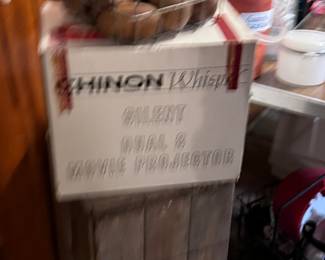 CHINON Whisper
SILENT
DUAL 8
MOVIE PROJECTOR